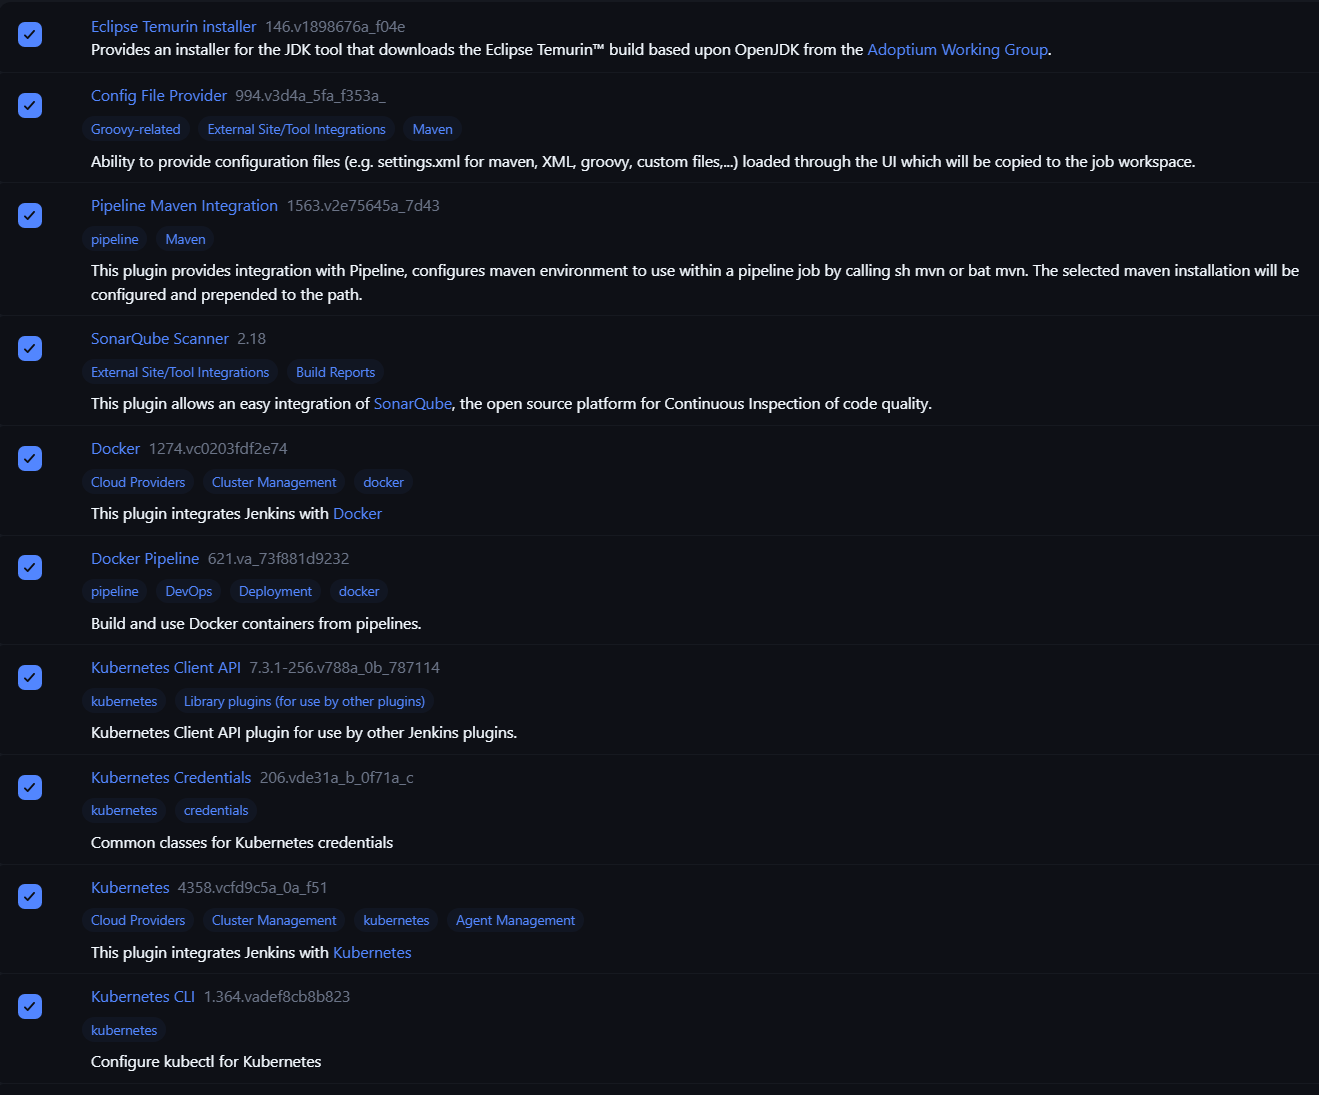 Eclipse Temurin installer 146.v1898676a_f04e
Provides an installer for the JDK tool that downloads the Eclipse Temurin™ build based upon OpenJDK from the Adoptium Working Group.
Config File Provider 994.v3d4a_5fa_f353a_
Groovy-related External Site/Tool Integrations Maven
Ability to provide configuration files (e.g. settings.xml for maven, XML, groovy, custom files,...) loaded through the UI which will be copied to the job workspace.
Pipeline Maven Integration 1563.v2e75645a_7d43
pipeline Maven
This plugin provides integration with Pipeline, configures maven environment to use within a pipeline job by calling sh mvn or bat mvn. The selected maven installation will be
configured and prepended to the path.
SonarQube Scanner 2.18
External Site/Tool Integrations Build Reports
This plugin allows an easy integration of SonarQube, the open source platform for Continuous Inspection of code quality.
Docker 1274.vc0203fdf2e74
Cloud Providers Cluster Management docker
This plugin integrates Jenkins with Docker
Docker Pipeline 621.va_73f881d9232
pipeline DevOps Deployment docker
Build and use Docker containers from pipelines.
Kubernetes Client API 7.3.1-256.v788a_0b_787114
kubernetes Library plugins (for use by other plugins)
Kubernetes Client API plugin for use by other Jenkins plugins.
Kubernetes Credentials 206.vde31a_b_0f71a_c
kubernetes credentials
Common classes for Kubernetes credentials
Kubernetes 4358.vcfd9c5a_0a_f51
Cloud Providers Cluster Management kubernetes Agent Management
This plugin integrates Jenkins with Kubernetes
Kubernetes CLI 1.364.vadef8cb8b823
kubernetes
Configure kubectl for Kubernetes